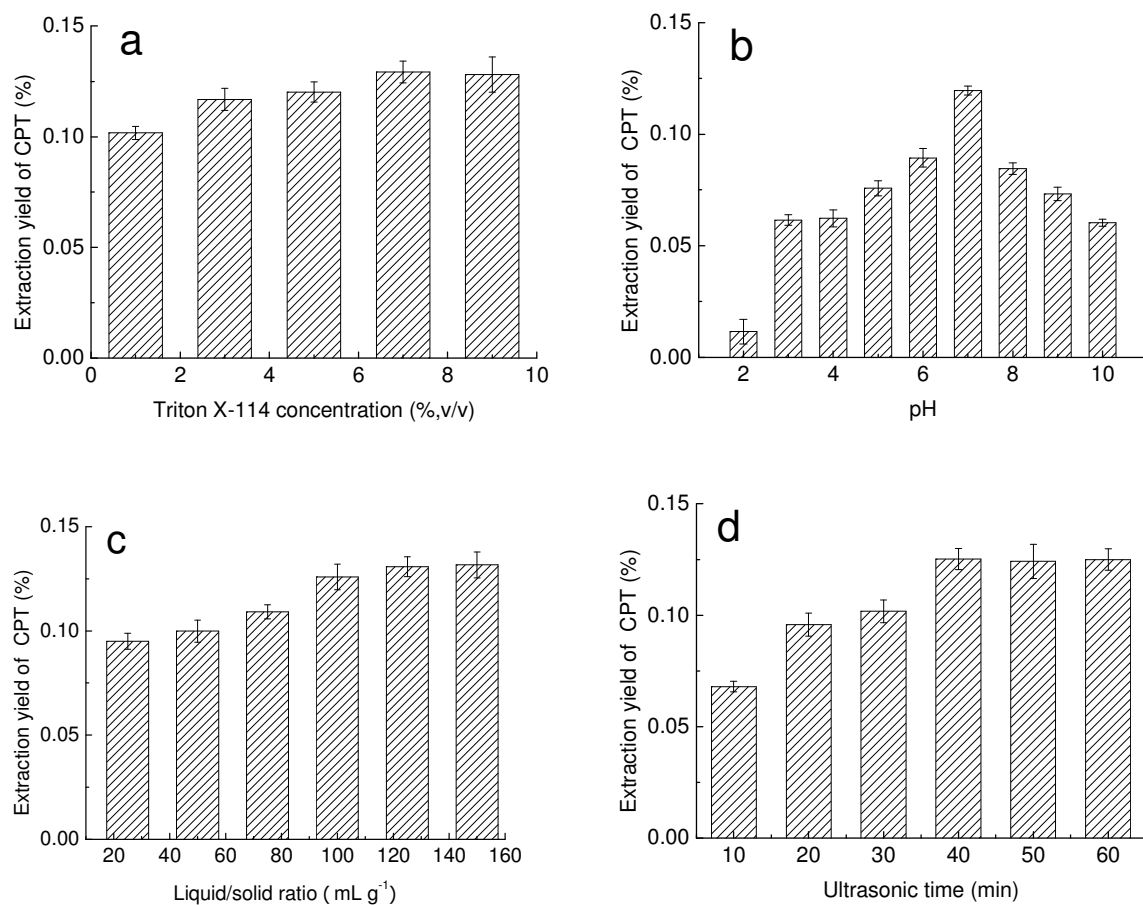 a
0.15
0.10
0.05
0.00
0 2 4 6 8 10
Extraction yield of CPT (%)
Triton X-114 concentration (%,v/v)
b
0.15
0.10
0.05
0.00
2 4 6 8 10
Extraction yield of CPT (%)
pH
c
0.15
0.10
0.05
0.00
20 40 60 80 100 120 140 160
Extraction yield of CPT (%)
Liquid/solid ratio ( mL g⁻¹)
d
0.15
0.10
0.05
0.00
10 20 30 40 50 60
Extraction yield of CPT (%)
Ultrasonic time (min)